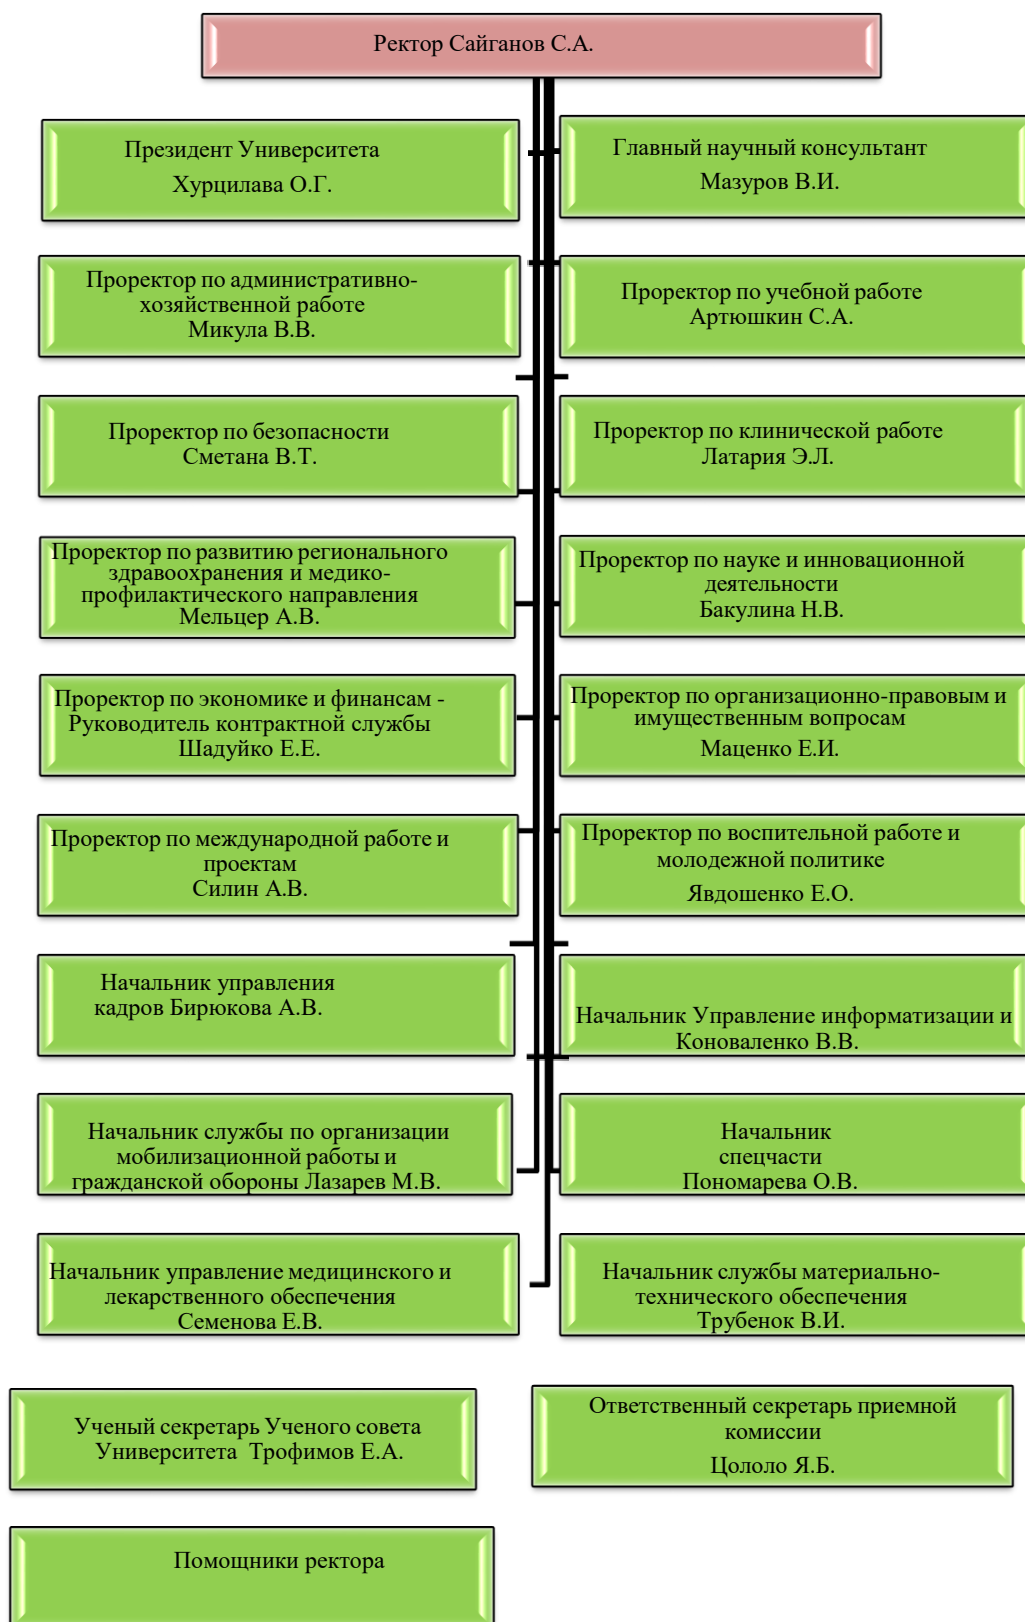 Ректор Сайганов С.А.
Президент Университета
Хурцилава О.Г.
Главный научный консультант
Мазуров В.И.
Проректор по административно-
хозяйственной работе
Микула В.В.
Проректор по учебной работе
Артюшкин С.А.
Проректор по безопасности
Сметана В.Т.
Проректор по клинической работе
Латария Э.Л.
Проректор по развитию регионального
здравоохранения и медико-
профилактического направления
Мельцер А.В.
Проректор по науке и инновационной
деятельности
Бакулина Н.В.
Проректор по экономике и финансам -
Руководитель контрактной службы
Шадуйко Е.Е.
Проректор по организационно-правовым и
имущественным вопросам
Маценко Е.И.
Проректор по международной работе и
проектам
Силин А.В.
Проректор по воспительной работе и
молодежной политике
Явдошенко Е.О.
Начальник управления
кадров Бирюкова А.В.
Начальник Управление информатизации и
Коноваленко В.В.
Начальник службы по организации
мобилизационной работы и
гражданской обороны Лазарев М.В.
Начальник
спецчасти
Пономарева О.В.
Начальник управление медицинского и
лекарственного обеспечения
Семенова Е.В.
Начальник службы материально-
технического обеспечения
Трубенок В.И.
Ученый секретарь Ученого совета
Университета Трофимов Е.А.
Ответственный секретарь приемной
комиссии
Цололо Я.Б.
Помощники ректора